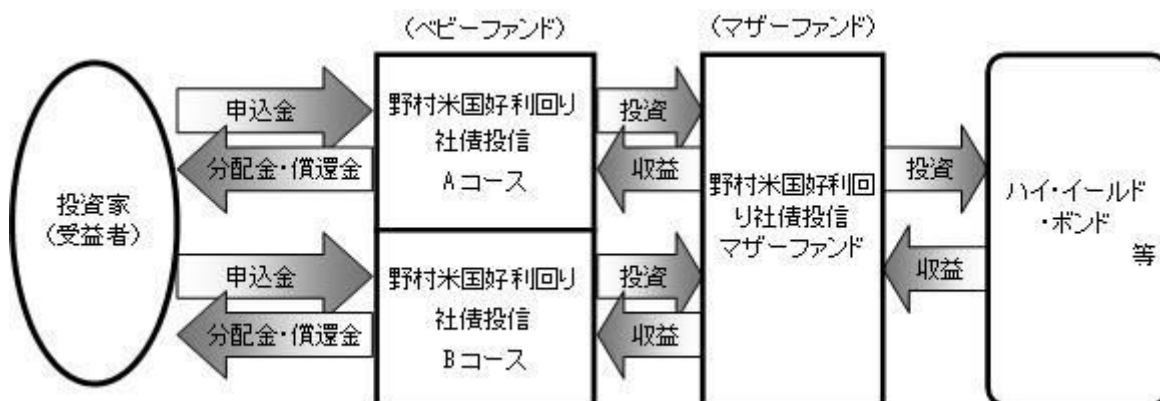 （ベビーファンド）
（マザーファンド）
投資家
（受益者）
申込金
分配金・償還金
申込金
分配金・償還金
野村米国好利回り
社債投信
Aコース
野村米国好利回り
社債投信
Bコース
投資
収益
投資
収益
野村米国好利回
り社債投信
マザーファンド
投資
収益
ハイ・イールド
・ボンド
等